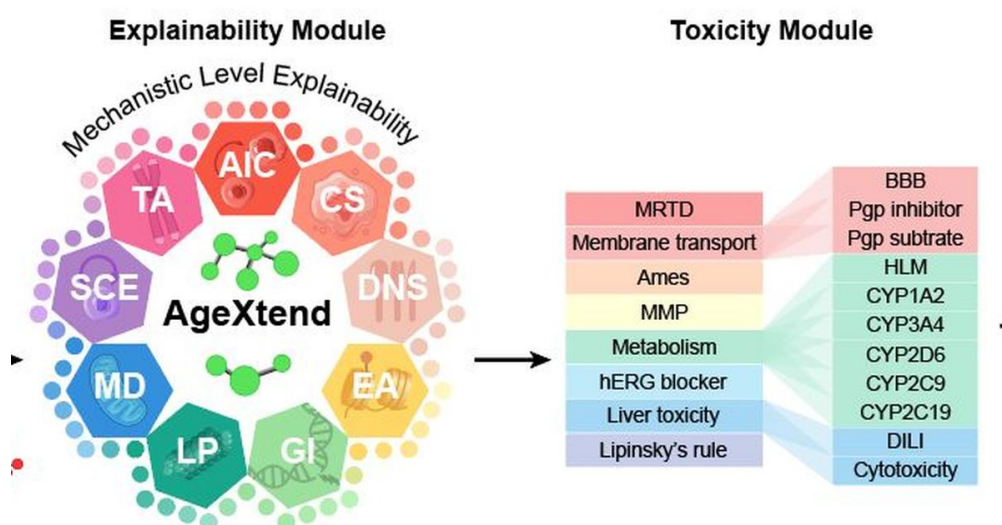 Explainability Module
Mechanistic Level Explainability
AIC
TA
CS
SCE
DNS
AgeXtend
MD
EA
LP
GI
Toxicity Module
MRTD
Membrane transport
Ames
MMP
Metabolism
hERG blocker
Liver toxicity
Lipinsky's rule
BBB
Pgp inhibitor
Pgp subtrate
HLM
CYP1A2
CYP3A4
CYP2D6
CYP2C9
CYP2C19
DILI
Cytotoxicity